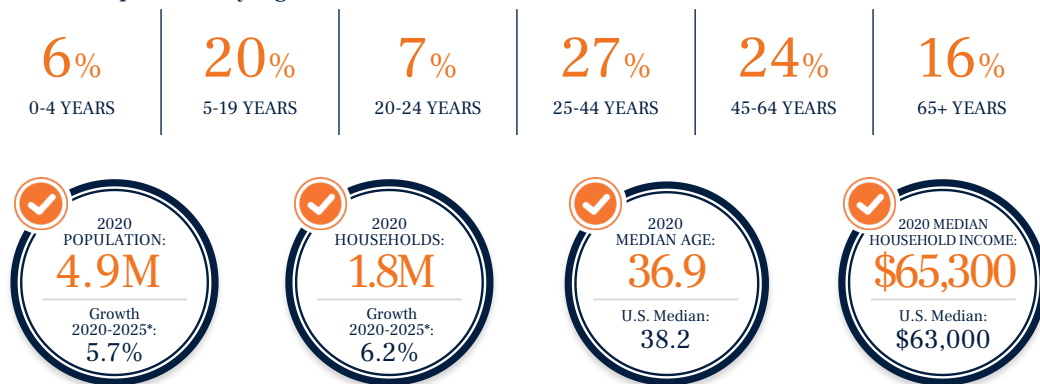 6%
20%
7%
27%
24%
16%
0-4 YEARS
5-19 YEARS
20-24 YEARS
25-44 YEARS
45-64 YEARS
65+ YEARS
2020
POPULATION:
4.9M
Growth
2020-2025*:
5.7%
2020
HOUSEHOLDS:
1.8M
Growth
2020-2025*:
6.2%
2020
MEDIAN AGE:
36.9
U.S. Median:
38.2
2020 MEDIAN
HOUSEHOLD INCOME:
$65,300
U.S. Median:
$63,000